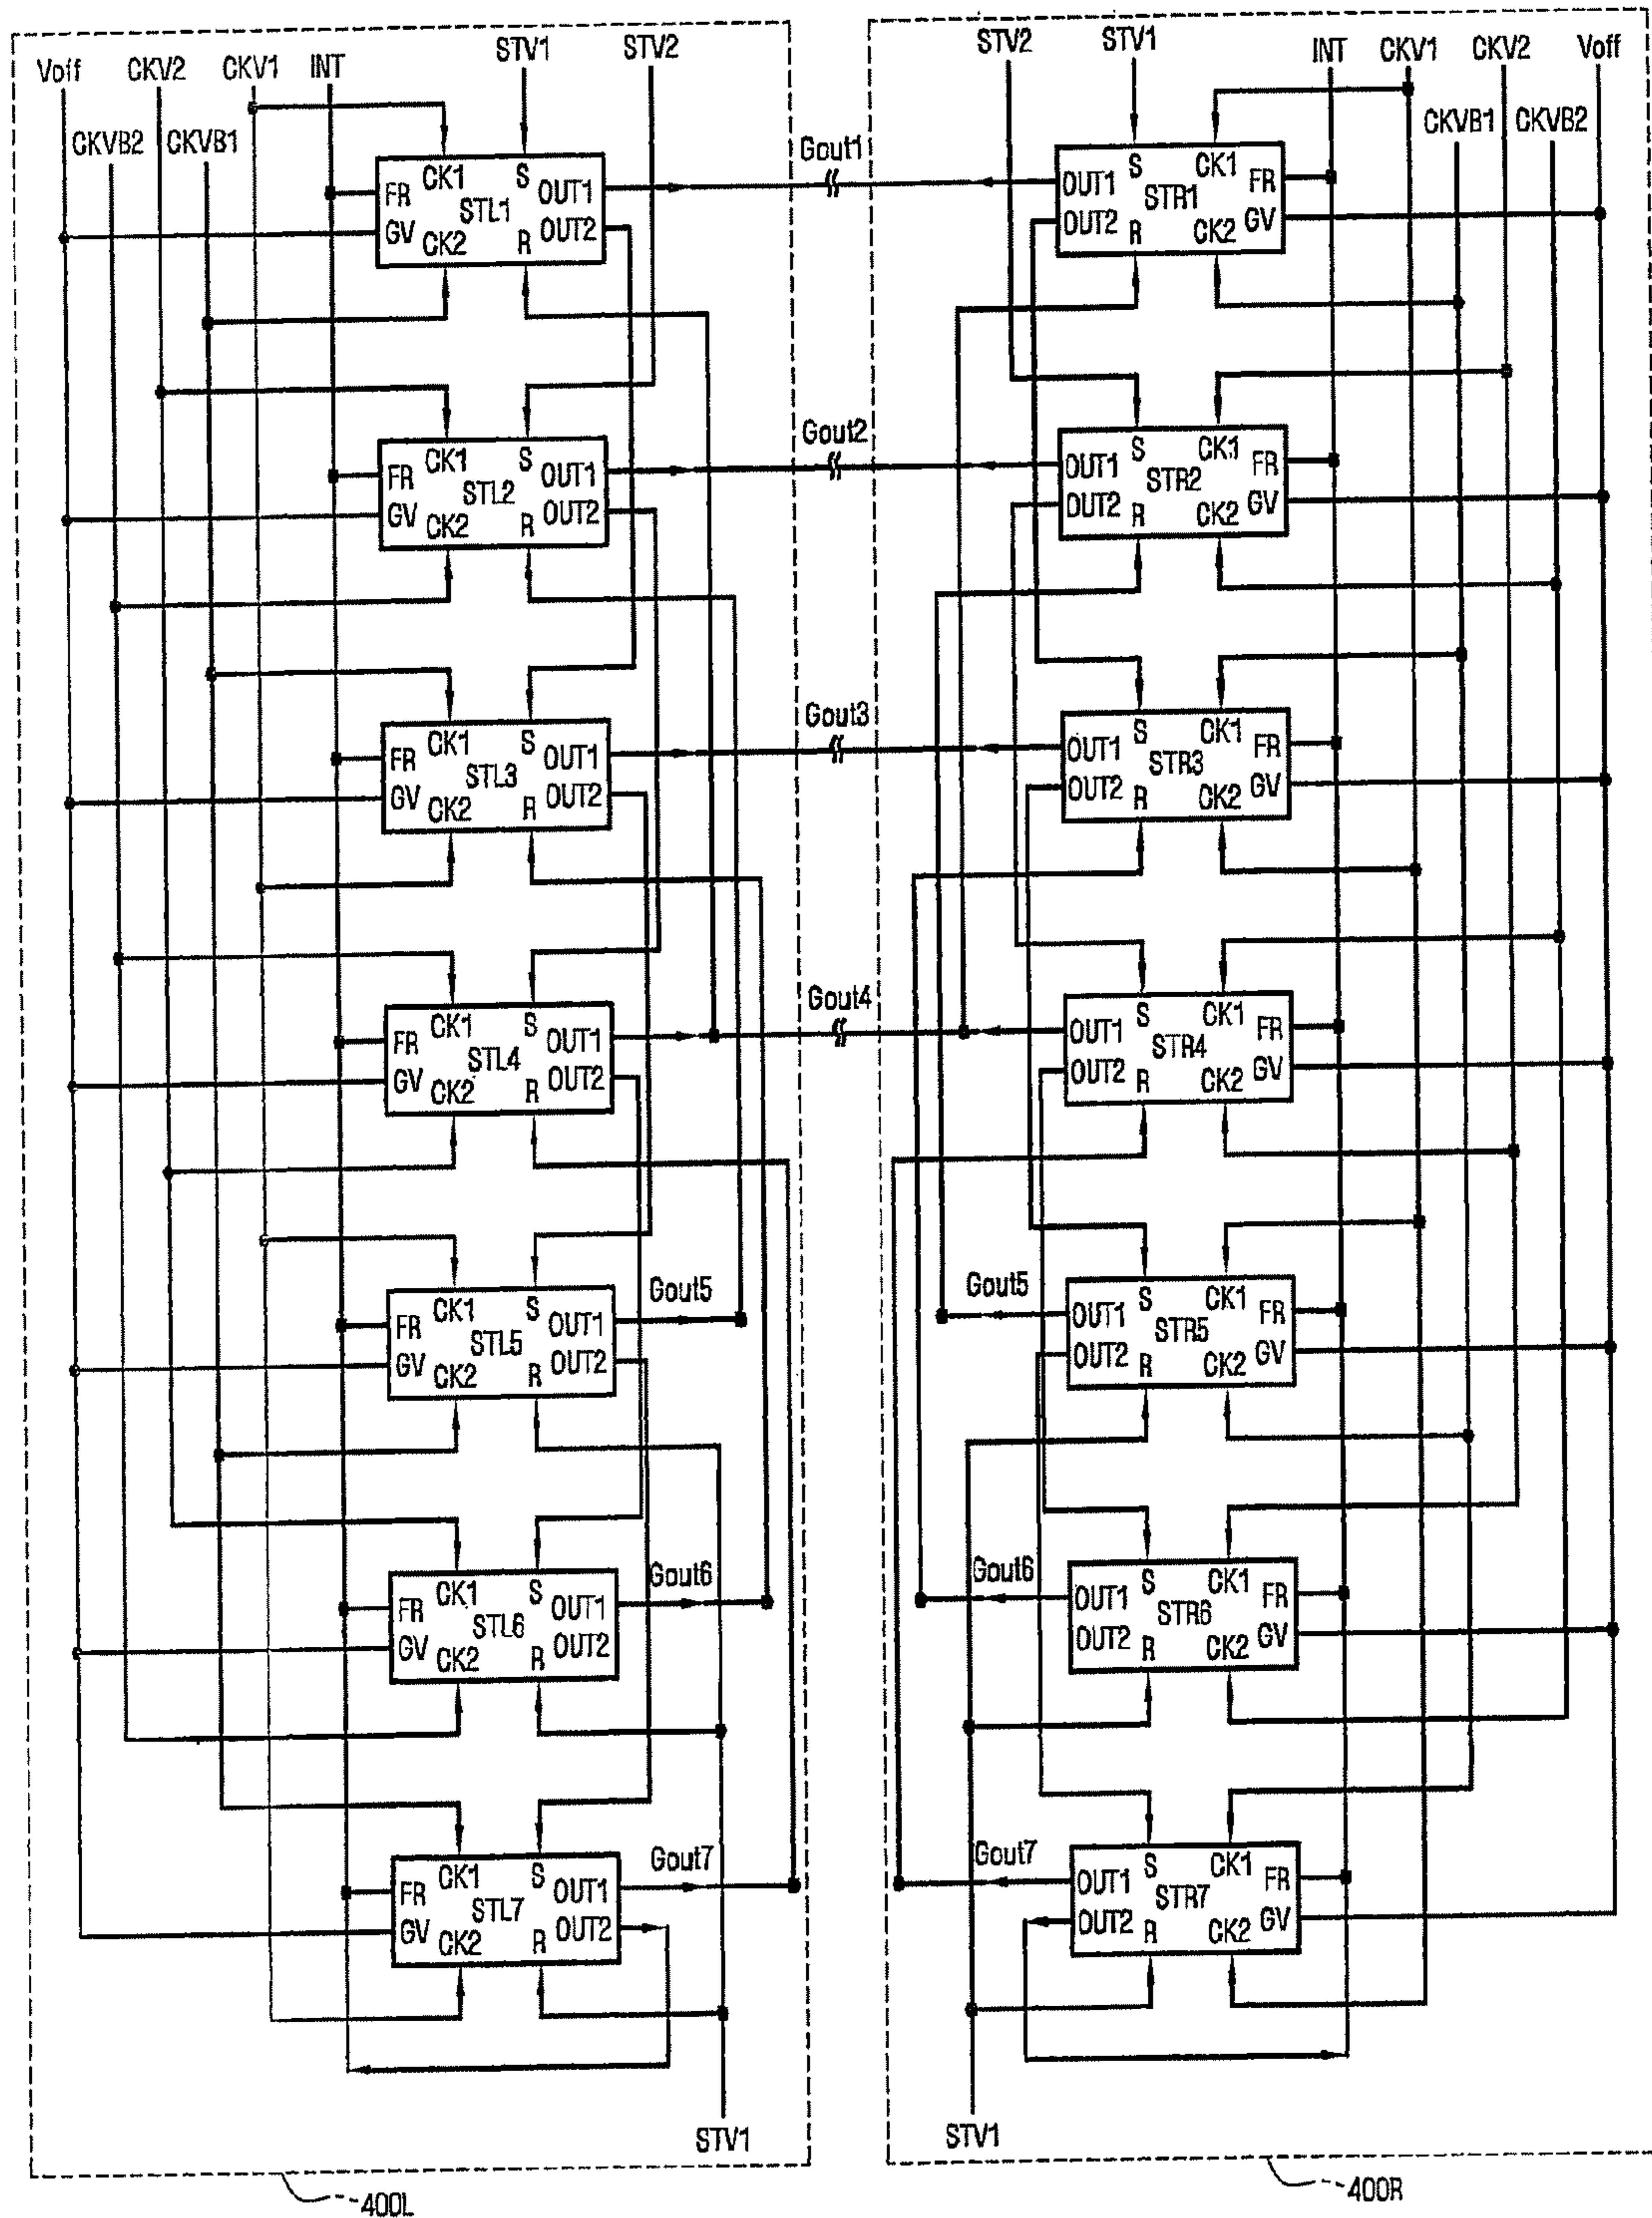 Voff CKV2 CKV1 INT STV1 STV2
CKVB2 CKVB1
STV2 STV1 INT CKV1 CKV2 Voff
CKVB1 CKVB2
CK1 S OUT1
FR STL1
GV CK2 R OUT2
Gout1
OUT1 S CK1 FR
STR1
OUT2 R CK2 GV
CK1 S OUT1
FR STL2
GV CK2 R OUT2
Gout2
OUT1 S CK1 FR
STR2
DUT2 R CK2 GV
CK1 S OUT1
FR STL3
GV CK2 R OUT2
Gout3
OUT1 S CK1 FR
STR3
OUT2 R CK2 GV
CK1 S OUT1
FR STL4
GV CK2 R OUT2
Gout4
OUT1 S CK1 FR
STR4
OUT2 R CK2 GV
CK1 S OUT1
FR STL5
GV CK2 R OUT2
Gout5
Gout5
OUT1 S CK1 FR
STR5
OUT2 R CK2 GV
CK1 S OUT1
FR STL6
GV CK2 R OUT2
Gout6
Gout6
OUT1 S CK1 FR
STR6
OUT2 R CK2 GV
CK1 S OUT1
FR STL7
GV CK2 R OUT2
Gout7
Gout7
OUT1 S CK1 FR
STR7
OUT2 R CK2 GV
STV1
STV1
400L
400R